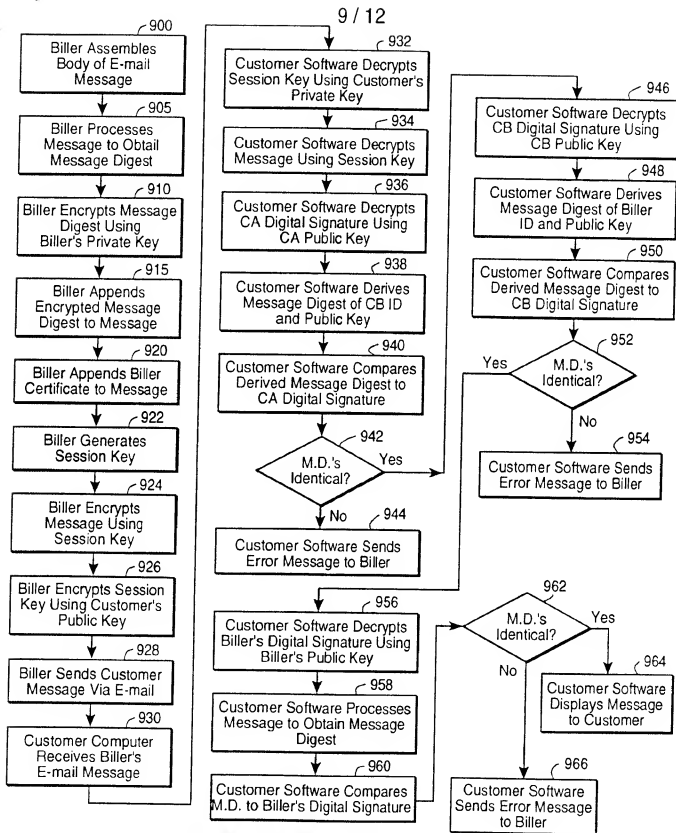 9 / 12
900
Biller Assembles
Body of E-mail
Message
905
Biller Processes
Message to Obtail
Message Digest
910
Biller Encrypts Message
Digest Using
Biller's Private Key
915
Biller Appends
Encrypted Message
Digest to Message
920
Biller Appends Biller
Certificate to Message
922
Biller Generates
Session Key
924
Biller Encrypts
Message Using
Session Key
926
Biller Encrypts Session
Key Using Customer's
Public Key
928
Biller Sends Customer
Message Via E-mail
930
Customer Computer
Receives Biller's
E-mail Message
932
Customer Software Decrypts
Session Key Using Customer's
Private Key
934
Customer Software Decrypts
Message Using Session Key
936
Customer Software Decrypts
CA Digital Signature Using
CA Public Key
938
Customer Software Derives
Message Digest of CB ID
and Public Key
940
Customer Software Compares
Derived Message Digest to
CA Digital Signature
942
M.D.'s
Identical?
Yes
No
944
Customer Software Sends
Error Message to Biller
946
Customer Software Decrypts
CB Digital Signature Using
CB Public Key
948
Customer Software Derives
Message Digest of Biller
ID and Public Key
950
Customer Software Compares
Derived Message Digest to
CB Digital Signature
952
Yes
M.D.'s
Identical?
No
954
Customer Software Sends
Error Message to Biller
956
Customer Software Decrypts
Biller's Digital Signature Using
Biller's Public Key
958
Customer Software Processes
Message to Obtain Message
Digest
960
Customer Software Compares
M.D. to Biller's Digital Signature
962
M.D.'s
Identical?
Yes
No
964
Customer Software
Displays Message
to Customer
966
Customer Software
Sends Error Message
to Biller